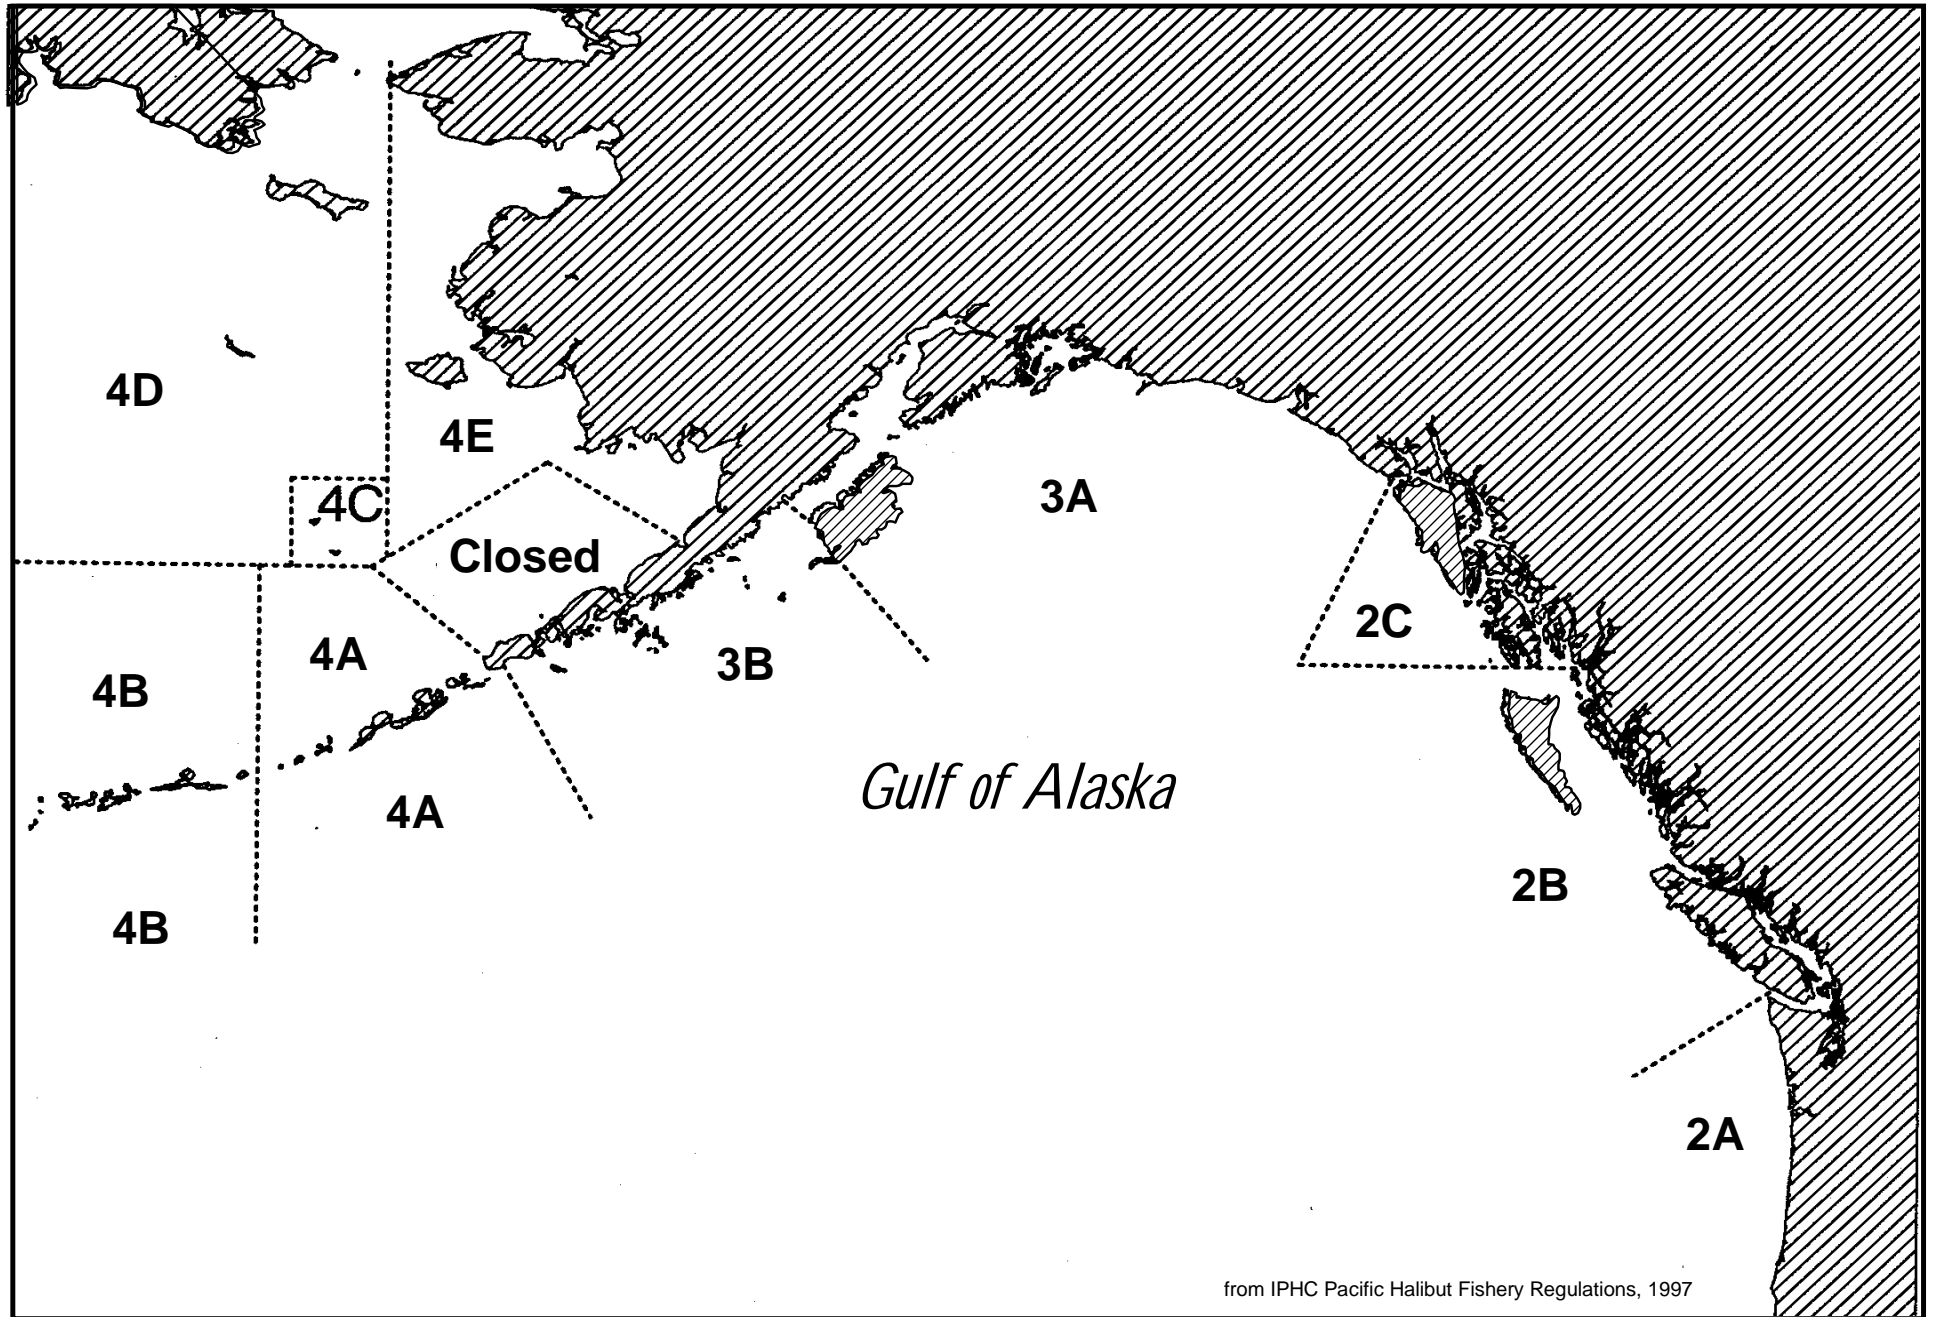 4D
4E
4C
3A
Closed
2C
4A
3B
4B
Gulf of Alaska
4A
2B
4B
2A
from IPHC Pacific Halibut Fishery Regulations, 1997